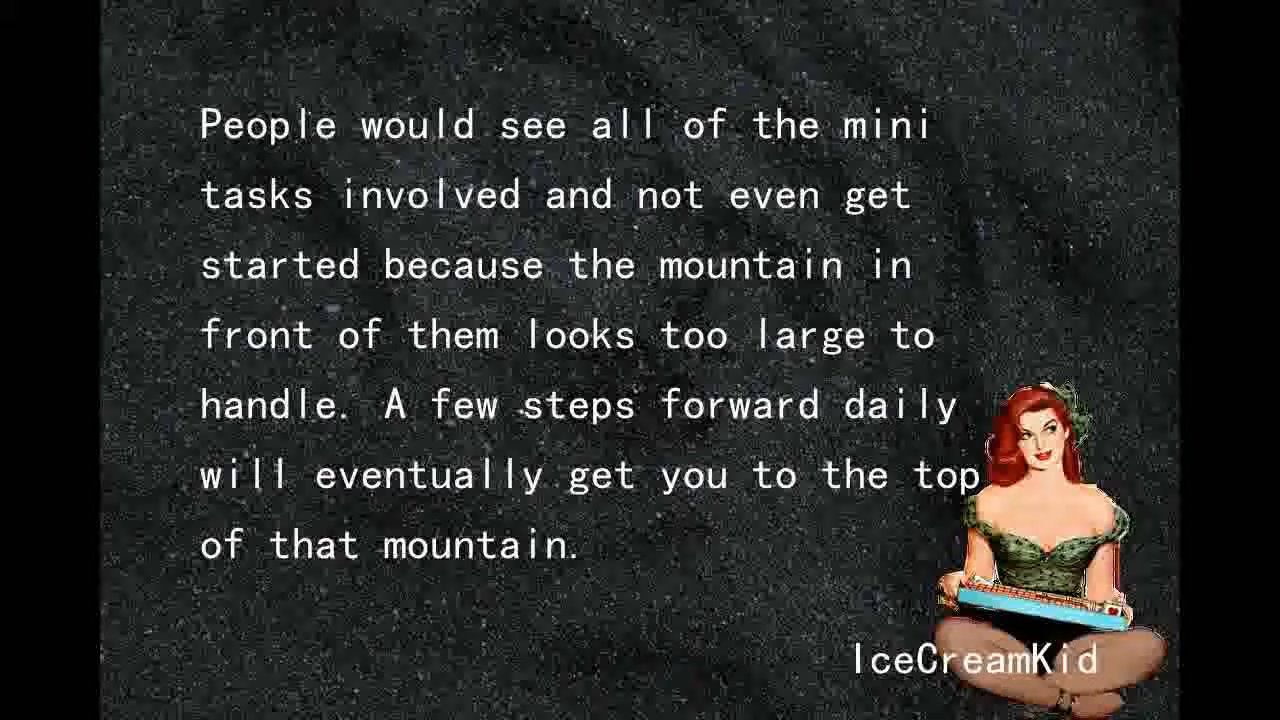 People would see all of the mini
tasks involved and not even get
started because the mountain in
front of them looks too large to
handle. A few steps forward daily
will eventually get you to the top
of that mountain.
IceCreamKid